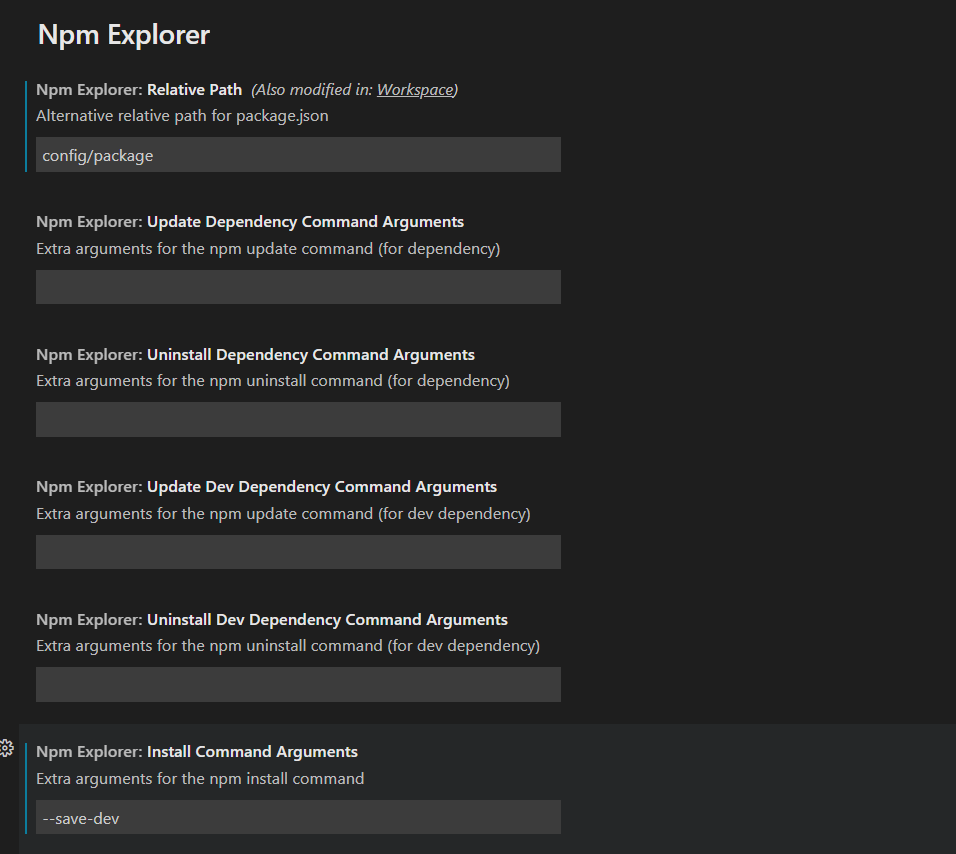 Npm Explorer
Npm Explorer: Relative Path (Also modified in: Workspace)
Alternative relative path for package.json
config/package
Npm Explorer: Update Dependency Command Arguments
Extra arguments for the npm update command (for dependency)
Npm Explorer: Uninstall Dependency Command Arguments
Extra arguments for the npm uninstall command (for dependency)
Npm Explorer: Update Dev Dependency Command Arguments
Extra arguments for the npm update command (for dev dependency)
Npm Explorer: Uninstall Dev Dependency Command Arguments
Extra arguments for the npm uninstall command (for dev dependency)
Npm Explorer: Install Command Arguments
Extra arguments for the npm install command
--save-dev